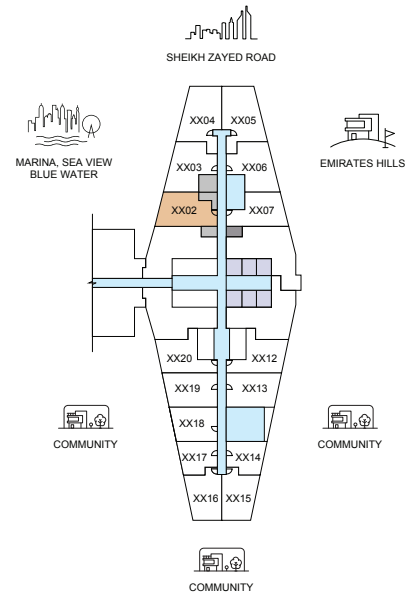 SHEIKH ZAYED ROAD
MARINA, SEA VIEW
BLUE WATER
EMIRATES HILLS
XX04
XX05
XX03
XX06
XX02
XX07
XX20
XX12
XX19
XX13
XX18
XX17
XX14
XX16
XX15
COMMUNITY
COMMUNITY
COMMUNITY